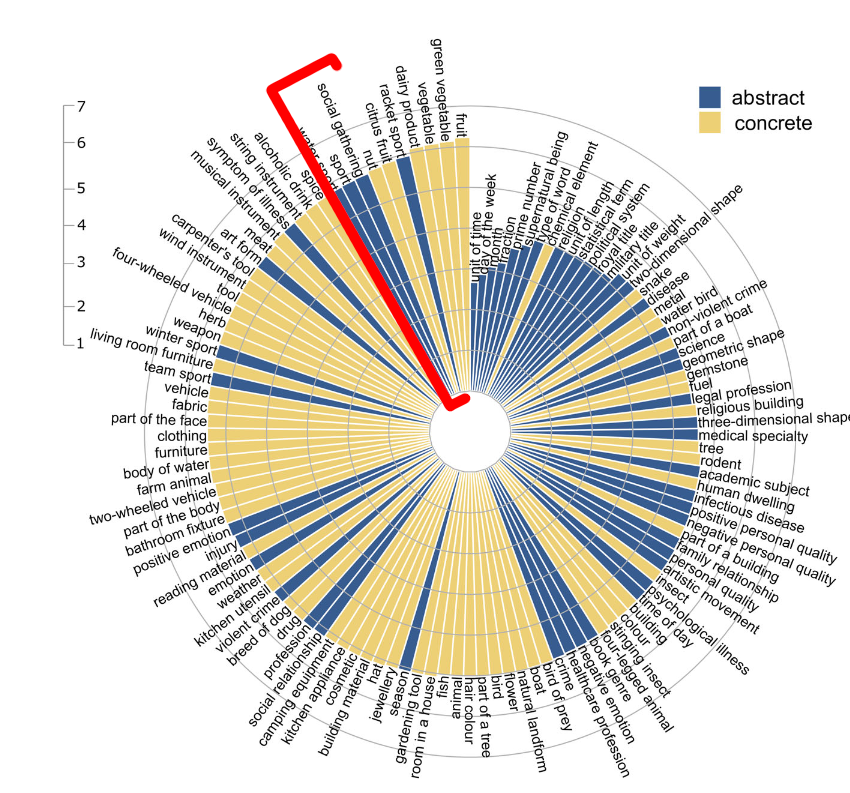 abstract
concrete
7
6
5
4
3
2
1
unit of time
day of the week
month
fraction
prime number
supernatural being
type of word
chemical element
religion
unit of length
statistical term
political system
royal title
military title
unit of weight
two-dimensional shape
snake
disease
metal
water bird
non-violent crime
part of a boat
science
geometric shape
gemstone
fuel
legal profession
religious building
three-dimensional shape
medical specialty
tree
rodent
academic subject
human dwelling
infectious disease
positive personal quality
negative personal quality
part of a building
family relationship
personal quality
artistic movement
insect
psychological illness
time of day
building
colour
stinging insect
four-legged animal
book genre
negative emotion
healthcare profession
crime
bird of prey
boat
natural landform
flower
bird
part of a tree
hair colour
animal
fish
room in a house
gardening tool
season
jewellery
hat
building material
cosmetic
kitchen appliance
camping equipment
social relationship
profession
drug
breed of dog
violent crime
kitchen utensil
weather
emotion
reading material
injury
positive emotion
bathroom fixture
part of the body
two-wheeled vehicle
farm animal
body of water
furniture
clothing
part of the face
fabric
vehicle
team sport
living room furniture
winter sport
weapon
herb
four-wheeled vehicle
tool
wind instrument
carpenter's tool
art form
meat
musical instrument
symptom of illness
string instrument
alcoholic drink
spice
water sport
sport
social gathering
nut
citrus fruit
racket sport
dairy product
vegetable
green vegetable
fruit